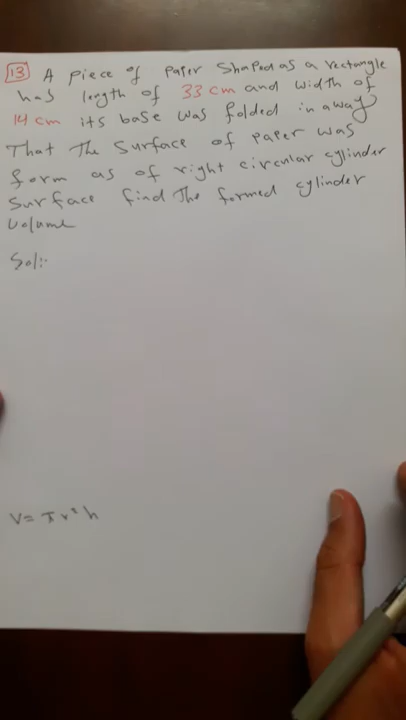 13 A piece of Paper Shaped as a rectangle
has length of 33 cm and width of
14 cm its base was folded in away
That The Surface of Paper was
form as of right circular cylinder
Surface find The formed cylinder
Volume
Sol:-
V= π r² h